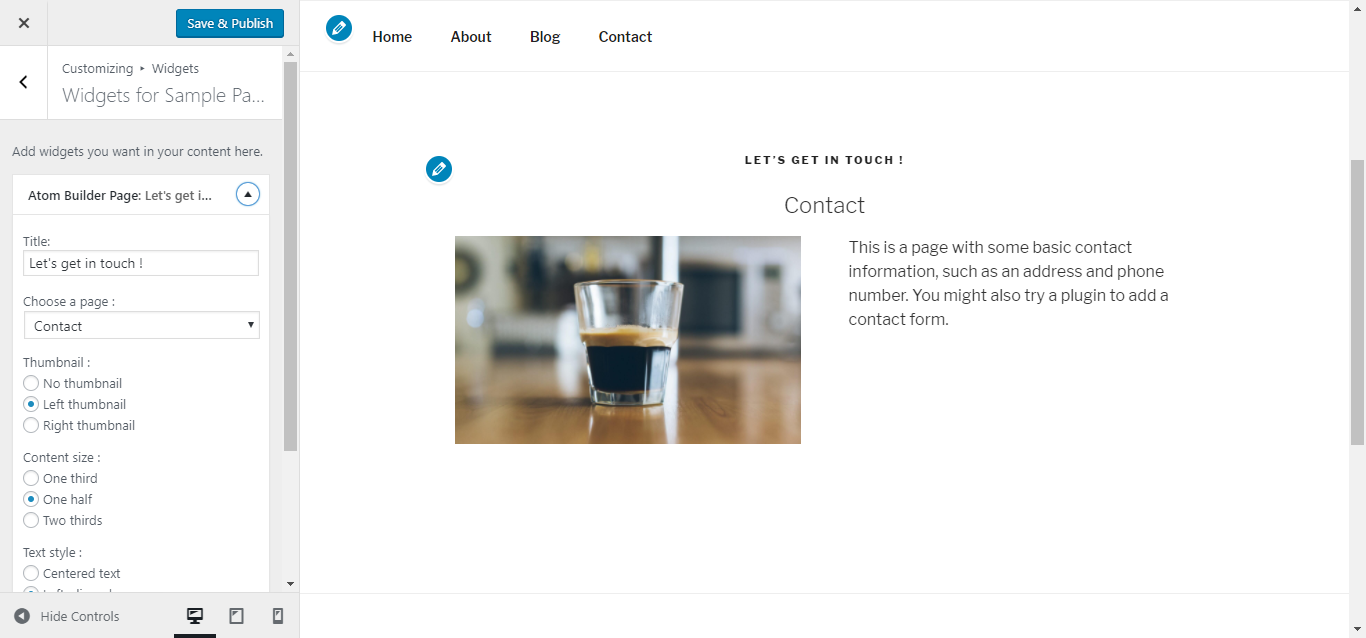 Save & Publish
Customizing ▸ Widgets
Widgets for Sample Pa...
Add widgets you want in your content here.
Atom Builder Page: Let's get i...
Title:
Let's get in touch !
Choose a page :
Contact
Thumbnail :
No thumbnail
Left thumbnail
Right thumbnail
Content size :
One third
One half
Two thirds
Text style :
Centered text
Hide Controls
Home About Blog Contact
LET'S GET IN TOUCH !
Contact
This is a page with some basic contact
information, such as an address and phone
number. You might also try a plugin to add a
contact form.